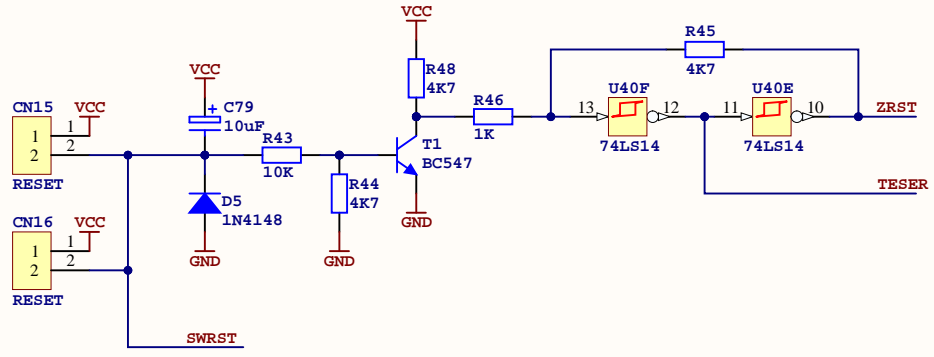 VCC
R45
4K7
VCC
R48
4K7
U40F
U40E
CN15
VCC
C79
10uF
R46
1K
13
12
11
10
ZRST
1
1
2
2
R43
10K
T1
BC547
74LS14
74LS14
RESET
R44
4K7
TESER
D5
1N4148
CN16
VCC
GND
1
1
2
2
GND
GND
RESET
SWRST